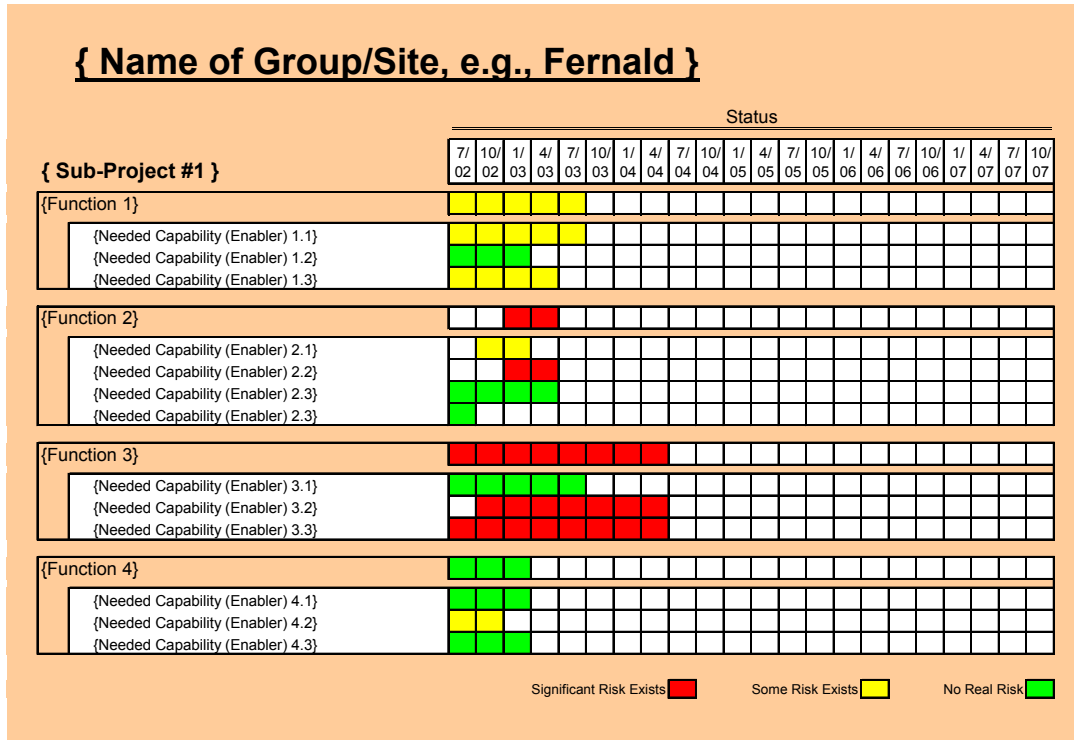 { Name of Group/Site, e.g., Fernald }
Status
{ Sub-Project #1 }
7/ 10/ 1/ 4/ 7/ 10/ 1/ 4/ 7/ 10/ 1/ 4/ 7/ 10/ 1/ 4/ 7/ 10/ 1/ 4/ 7/ 10/
02 02 03 03 03 03 04 04 04 04 05 05 05 05 06 06 06 06 07 07 07 07
{Function 1}
{Needed Capability (Enabler) 1.1}
{Needed Capability (Enabler) 1.2}
{Needed Capability (Enabler) 1.3}
{Function 2}
{Needed Capability (Enabler) 2.1}
{Needed Capability (Enabler) 2.2}
{Needed Capability (Enabler) 2.3}
{Needed Capability (Enabler) 2.3}
{Function 3}
{Needed Capability (Enabler) 3.1}
{Needed Capability (Enabler) 3.2}
{Needed Capability (Enabler) 3.3}
{Function 4}
{Needed Capability (Enabler) 4.1}
{Needed Capability (Enabler) 4.2}
{Needed Capability (Enabler) 4.3}
Significant Risk Exists Some Risk Exists No Real Risk